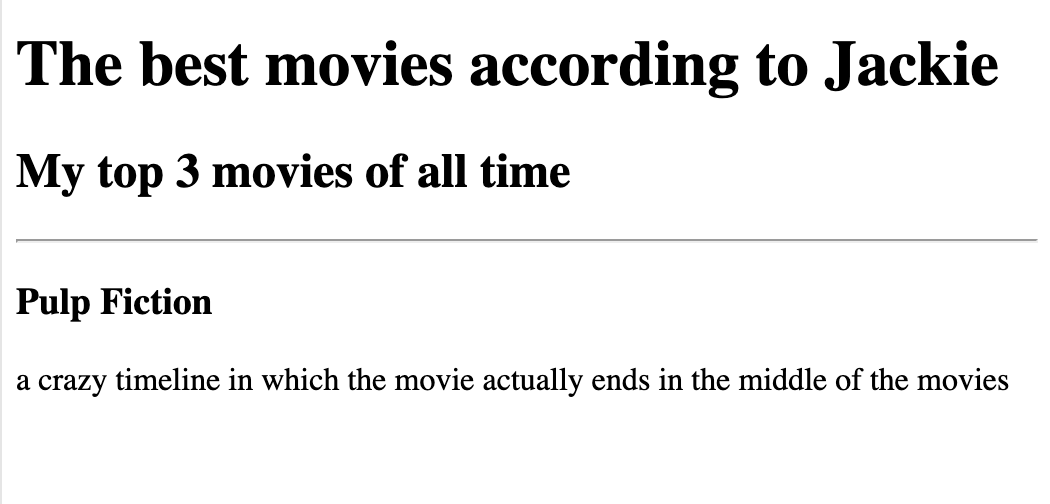 The best movies according to Jackie
My top 3 movies of all time
Pulp Fiction
a crazy timeline in which the movie actually ends in the middle of the movies